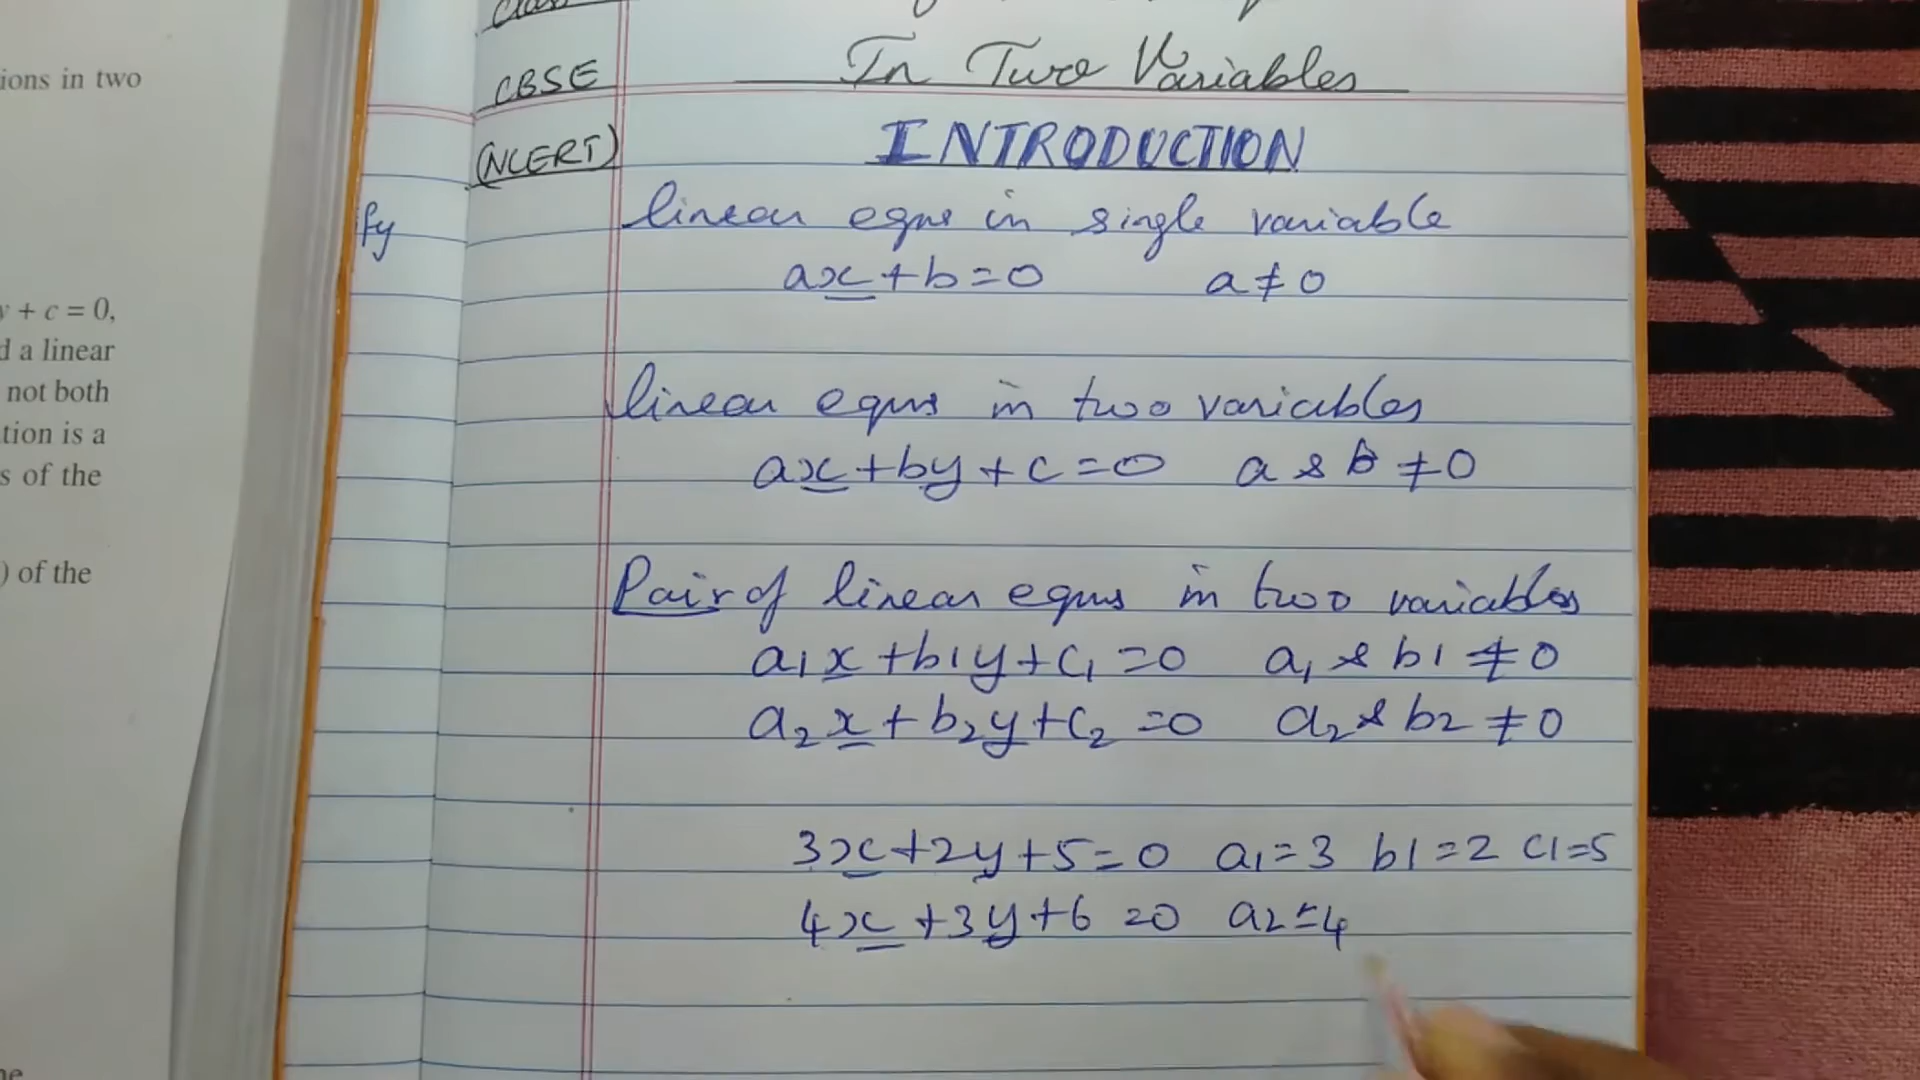 ions in two
+ c = 0,
d a linear
not both
tion is a
s of the
) of the
fy
CBSE
(NCERT)
In Two Variables
INTRODUCTION
linear eqns in single variable
ax+b=0 a≠0
linear eqns in two variables
ax+by+c=0 a & b ≠0
Pair of linear eqns in two variables
a₁x+b1y+c₁=0 a₁ & b1 ≠0
a₂x+b₂y+c₂=0 a₂ & b2 ≠0
3x+2y+5=0 a₁=3 b1=2 c1=5
4x+3y+6=0 a2=4